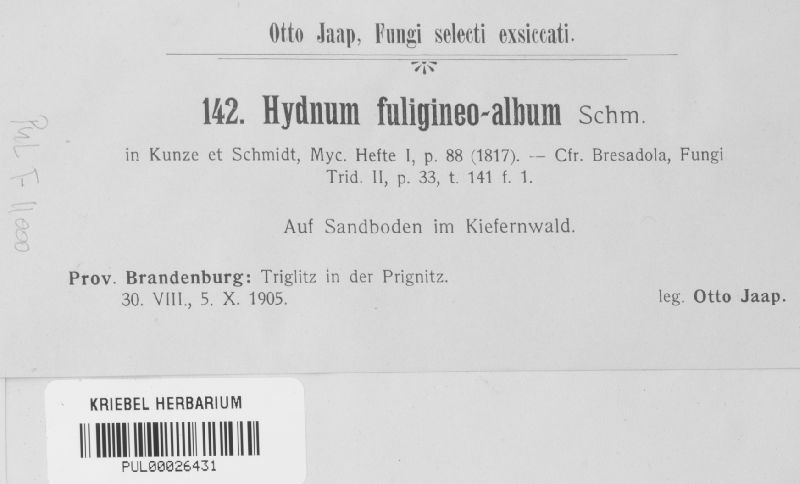 Otto Jaap, Fungi selecti exsiccati.
142. Hydnum fuligineo-album Schm.
in Kunze et Schmidt, Myc. Hefte I, p. 88 (1817). — Cfr. Bresadola, Fungi
Trid. II, p. 33, t. 141 f. 1.
Auf Sandboden im Kiefernwald.
Prov. Brandenburg: Triglitz in der Prignitz.
30. VIII., 5. X. 1905.
leg. Otto Jaap.
PUL F-11,000
KRIEBEL HERBARIUM
PUL00026431